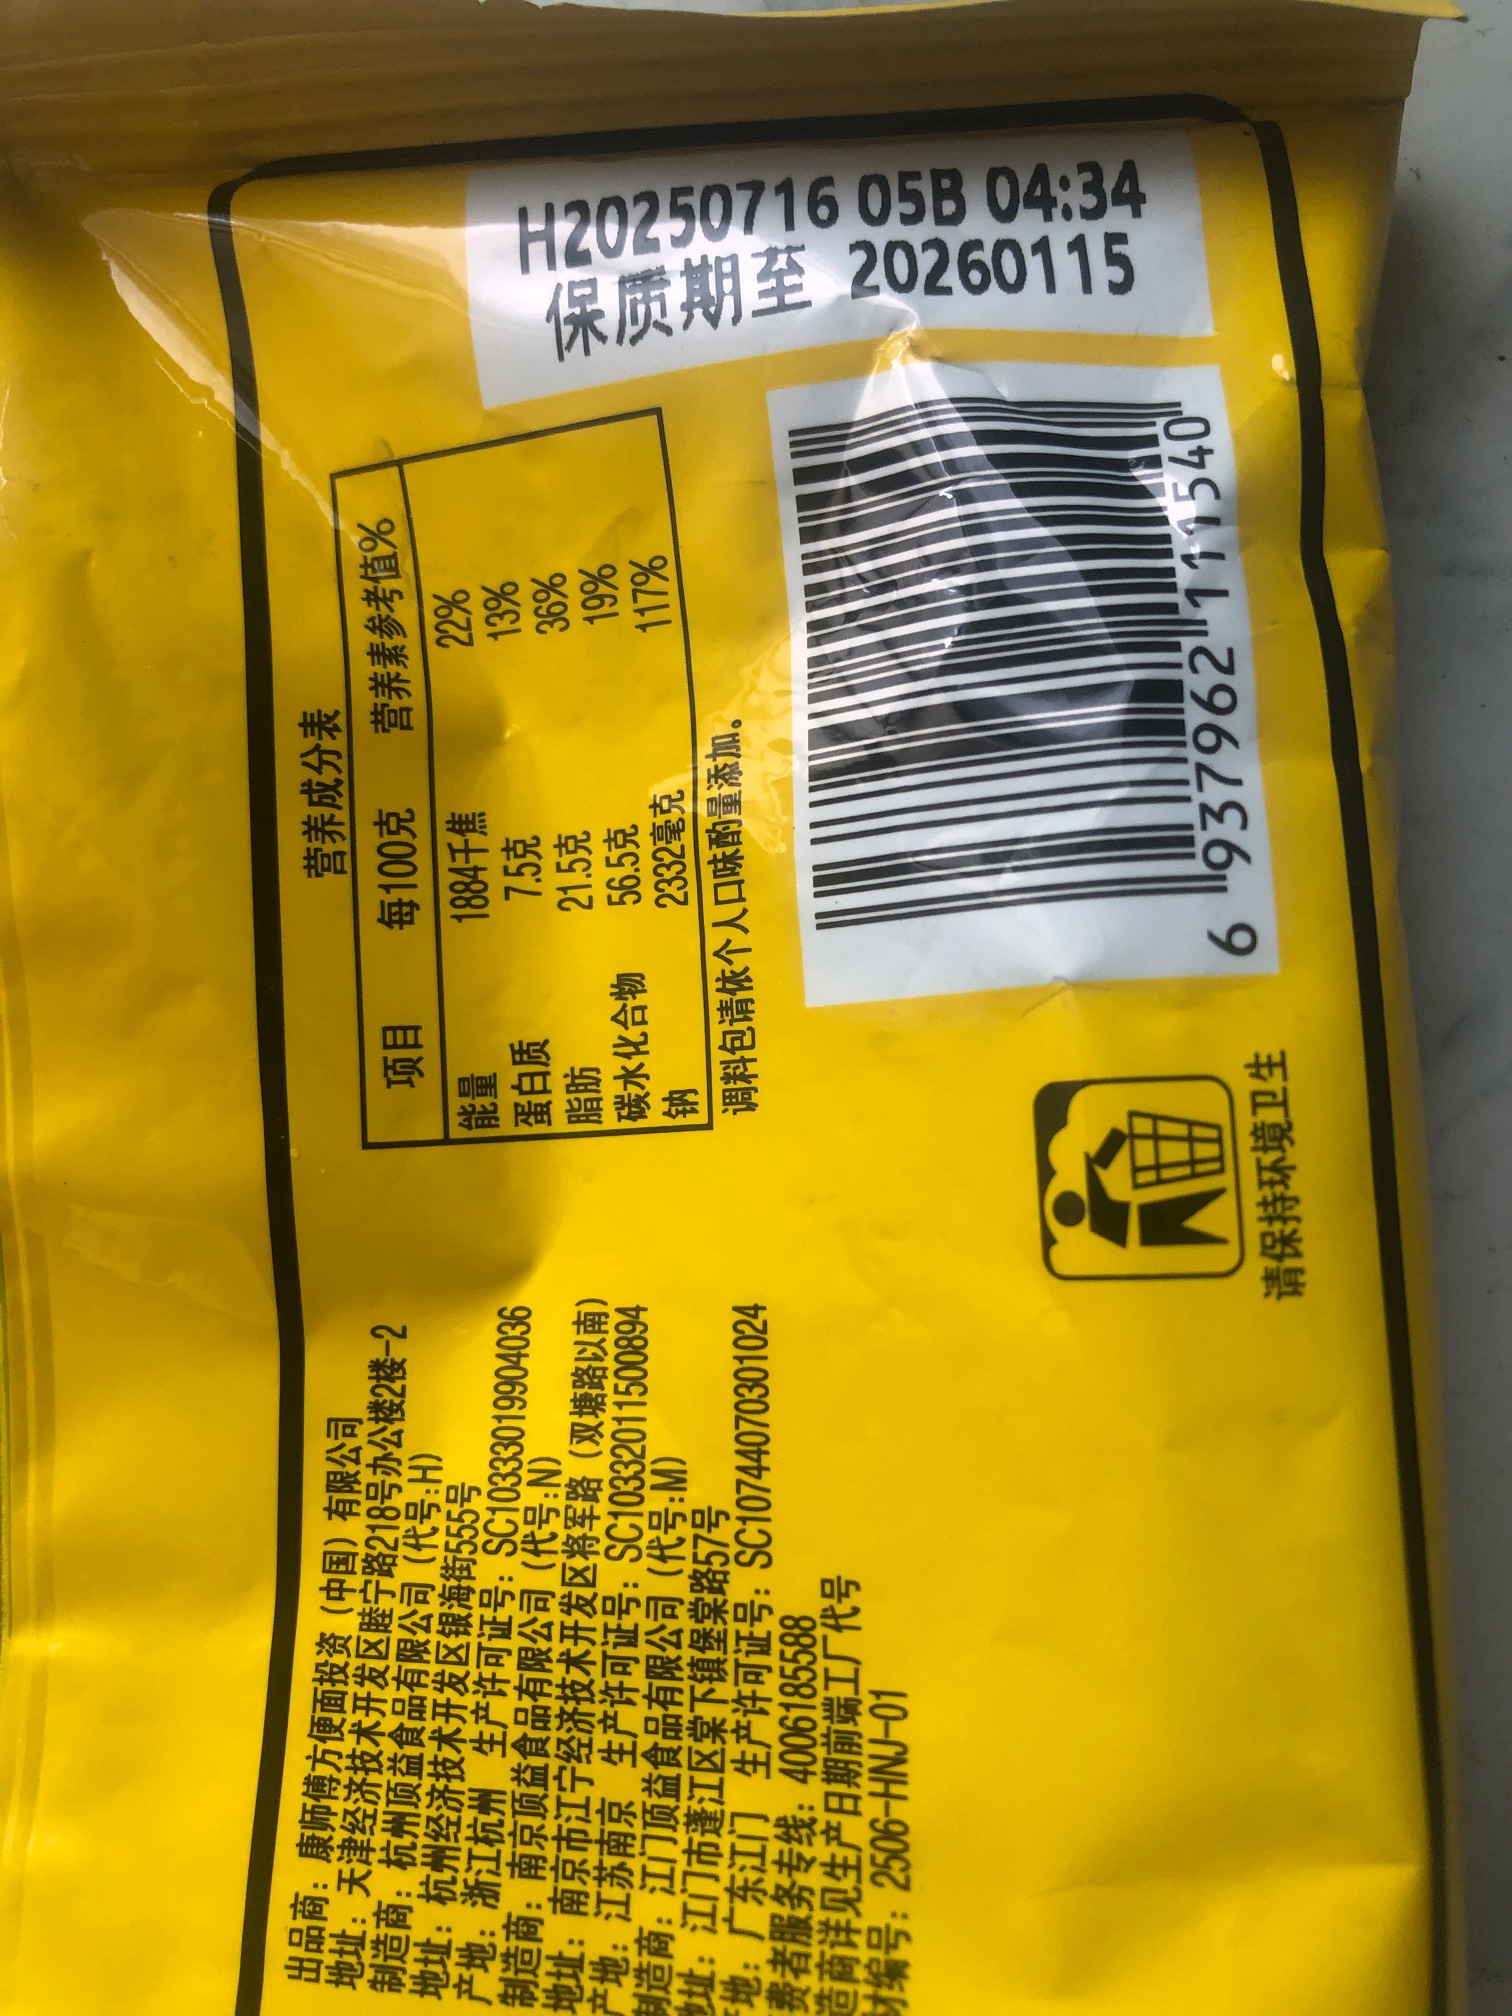 H20250716 05B 04:34
保质期至 20260115
营养成分表
项目 每100克 营养素参考值%
能量 1884千焦 22%
蛋白质 7.5克 13%
脂肪 21.5克 36%
碳水化合物 56.5克 19%
钠 2332毫克 117%
调料包请依个人口味酌量添加。
6 937962 111540
请保持环境卫生
出品商：康师傅方便面投资（中国）有限公司
地址：天津经济技术开发区睦宁路218号办公楼2楼-2
制造商：杭州顶益食品有限公司（代号:H）
地址：杭州经济技术开发区银海街555号
产地：浙江杭州 生产许可证号：SC10333019904036
制造商：南京顶益食品有限公司（代号:N）
地址：南京市江宁经济技术开发区将军路（双塘路以南）
产地：江苏南京 生产许可证号：SC10332011500894
制造商：江门顶益食品有限公司（代号:M）
地址：江门市蓬江区棠下镇堡棠路57号
地：广东江门 生产许可证号：SC10744070301024
费者服务专线：4006185588
造商详见生产日期前端工厂代号
材编号：2506-HNJ-01